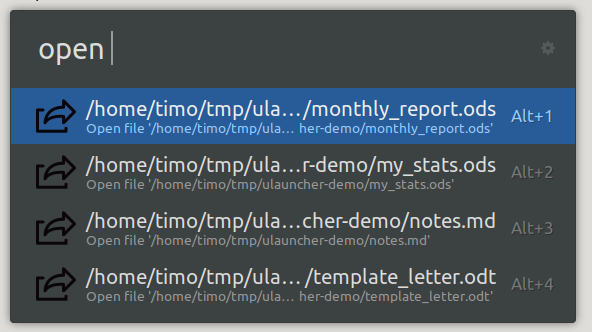 open
/home/timo/tmp/ula…/monthly_report.ods
Alt+1
Open file '/home/timo/tmp/ula… her-demo/monthly_report.ods'
/home/timo/tmp/ula…r-demo/my_stats.ods
Alt+2
Open file '/home/timo/tmp/ulauncher-demo/my_stats.ods'
/home/timo/tmp/ula…cher-demo/notes.md
Alt+3
Open file '/home/timo/tmp/ulauncher-demo/notes.md'
/home/timo/tmp/ula… /template_letter.odt
Alt+4
Open file '/home/timo/tmp/ula… her-demo/template_letter.odt'